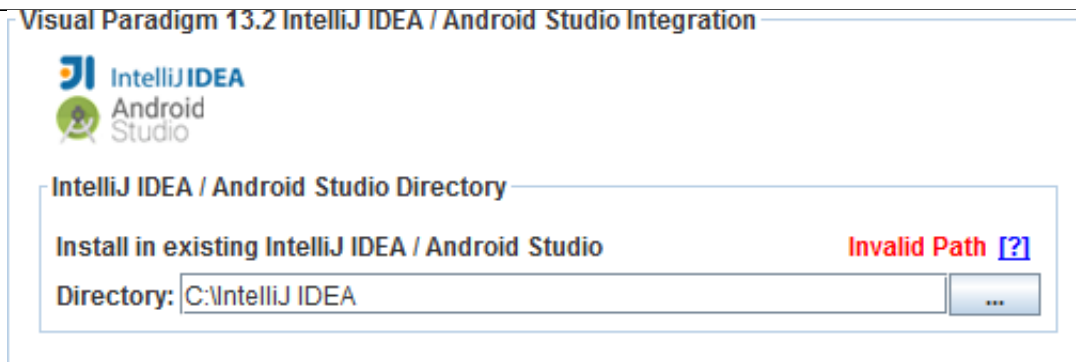 Visual Paradigm 13.2 IntelliJ IDEA / Android Studio Integration
IntelliJ IDEA
Android
Studio
IntelliJ IDEA / Android Studio Directory
Install in existing IntelliJ IDEA / Android Studio Invalid Path [?]
Directory: C:\IntelliJ IDEA ...